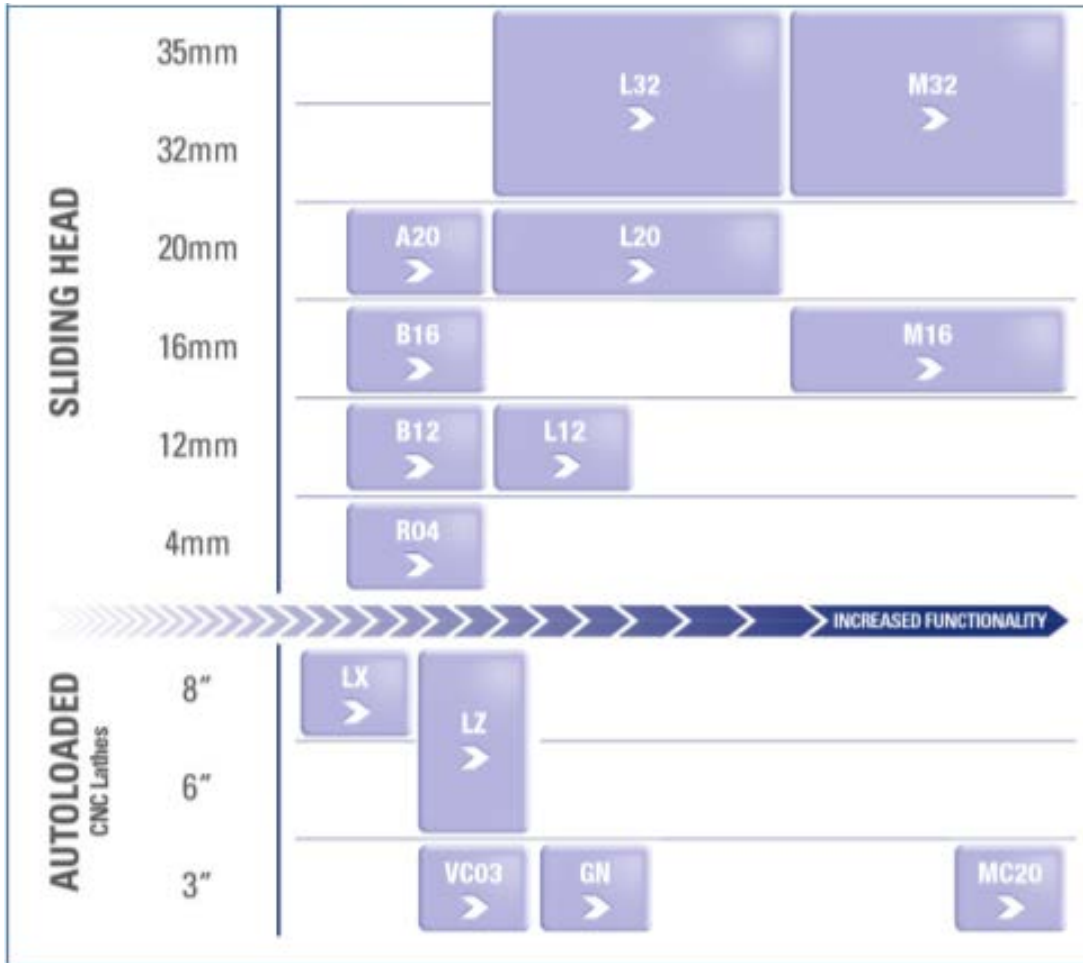 35mm
L32
M32
32mm
SLIDING HEAD
20mm
A20
L20
16mm
B16
M16
12mm
B12
L12
4mm
R04
INCREASED FUNCTIONALITY
AUTOLOADED
CNC Lathes
8″
LX
LZ
6″
3″
VC03
GN
MC20